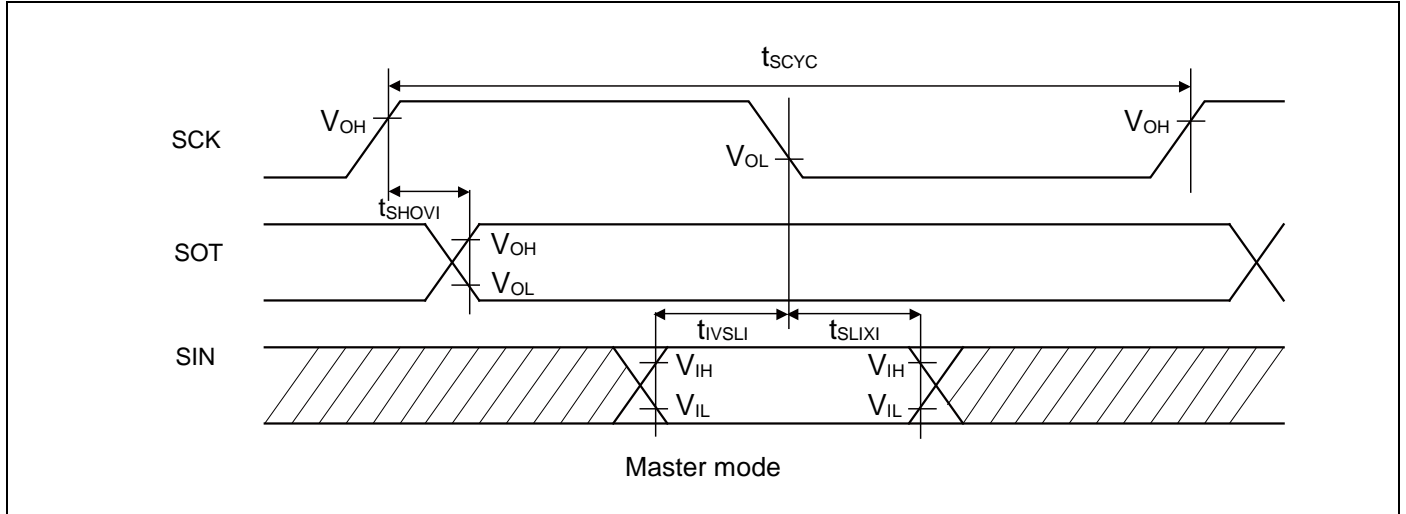 tSCYC
SCK
VOH
VOL
VOH
tSHOVI
SOT
VOH
VOL
tIVSLI
tSLIXI
SIN
VIH
VIH
VIL
VIL
Master mode